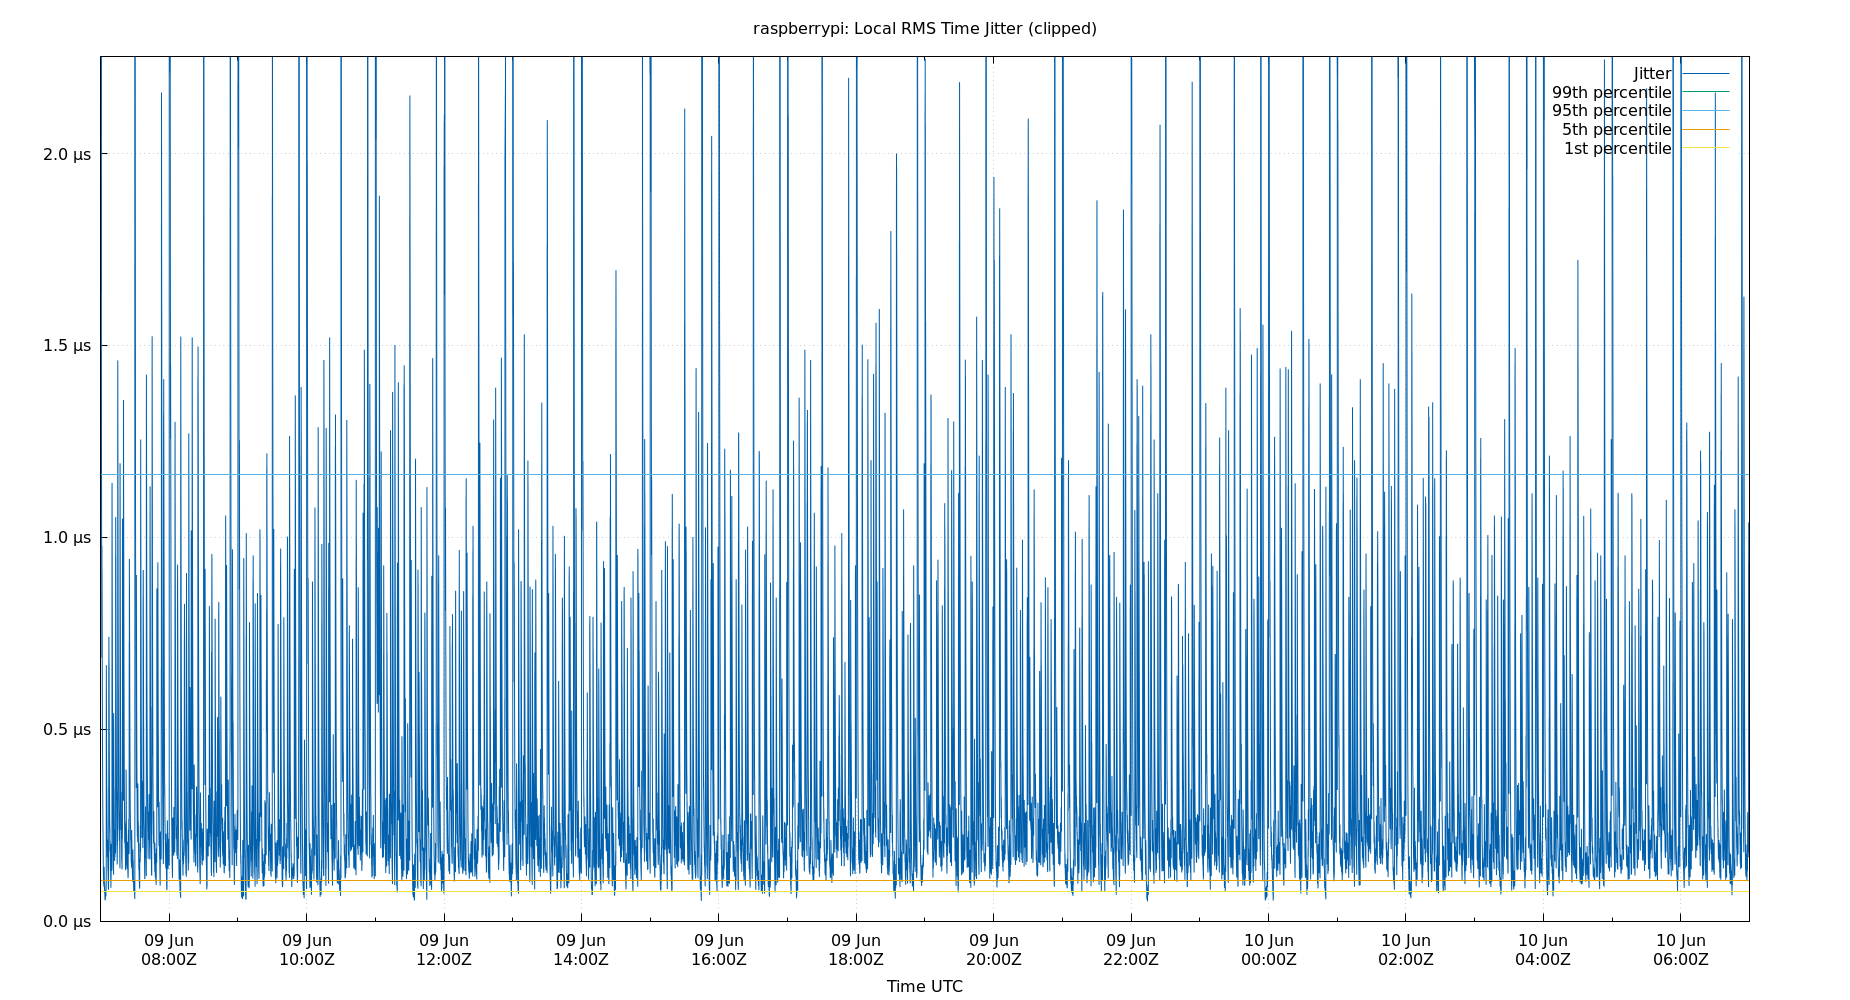 raspberrypi: Local RMS Time Jitter (clipped)
Jitter
99th percentile
95th percentile
5th percentile
1st percentile
2.0 µs
1.5 µs
1.0 µs
0.5 µs
0.0 µs
09 Jun 09 Jun 09 Jun 09 Jun 09 Jun 09 Jun 09 Jun 09 Jun 10 Jun 10 Jun 10 Jun 10 Jun
08:00Z 10:00Z 12:00Z 14:00Z 16:00Z 18:00Z 20:00Z 22:00Z 00:00Z 02:00Z 04:00Z 06:00Z
Time UTC